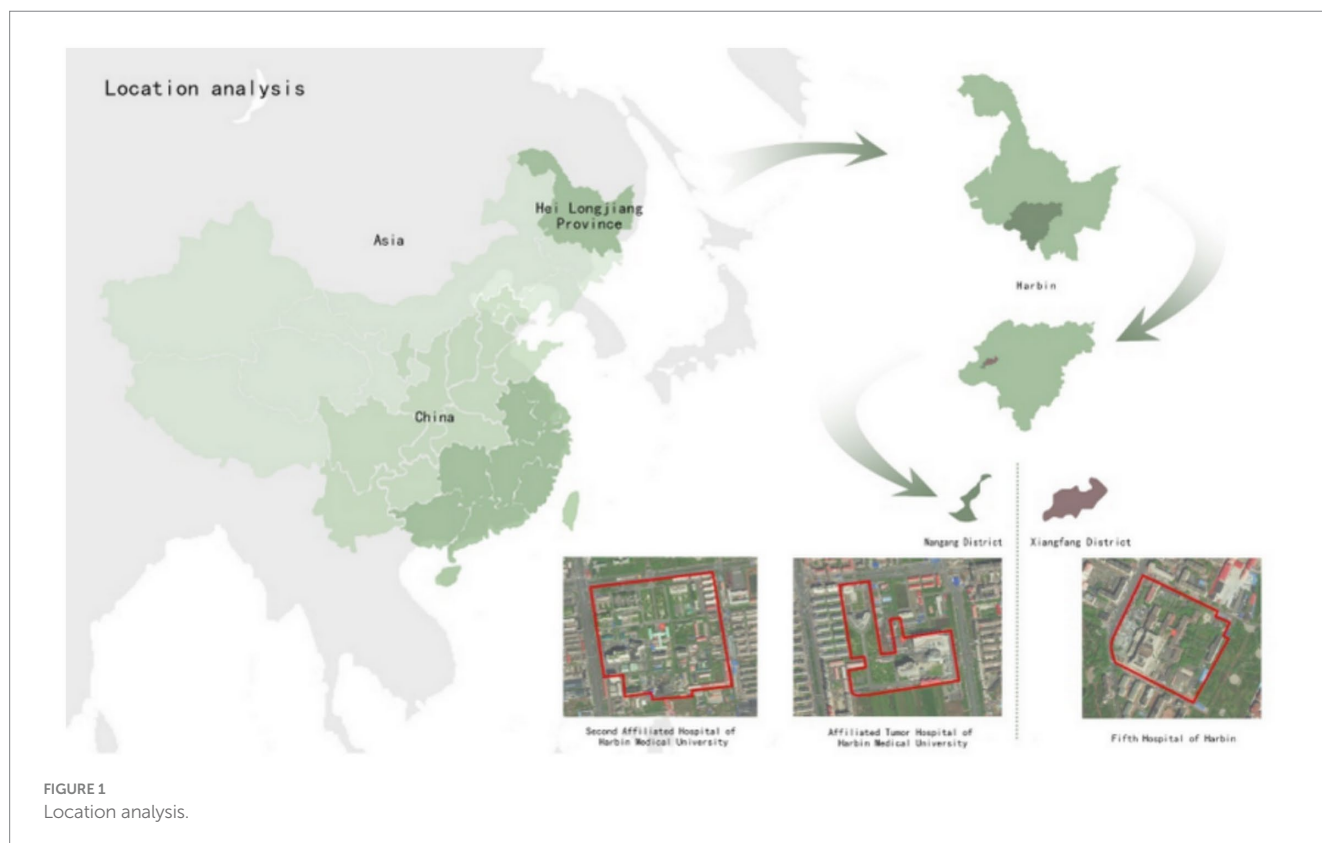 Location analysis
Hei Longjiang
Province
Asia
China
Harbin
Nangang District
Xiangfang District
Second Affiliated Hospital of
Harbin Medical University
Affiliated Tumor Hospital of
Harbin Medical University
Fifth Hospital of Harbin
FIGURE 1
Location analysis.